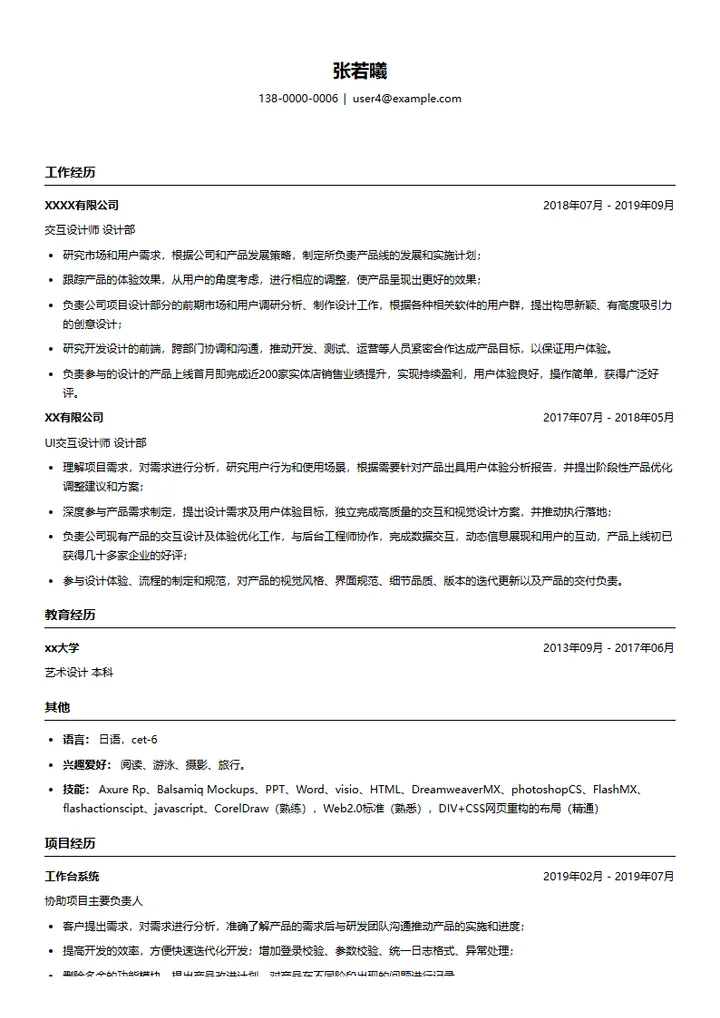 张若曦
138-0000-0006 | user4@example.com
工作经历
XXXX有限公司 2018年07月 - 2019年09月
交互设计师 设计部
• 研究市场和用户需求，根据公司和产品发展策略，制定所负责产品线的发展和实施计划；
• 跟踪产品的体验效果，从用户的角度考虑，进行相应的调整，使产品呈现出更好的效果；
• 负责公司项目设计部分的前期市场和用户调研分析、制作设计工作，根据各种相关软件的用户群，提出构思新颖、有高度吸引力
的创意设计；
• 研究开发设计的前端，跨部门协调和沟通，推动开发、测试、运营等人员紧密合作达成产品目标，以保证用户体验。
• 负责参与的设计的产品上线首月即完成近200家实体店销售业绩提升，实现持续盈利，用户体验良好，操作简单，获得广泛好
评。
XX有限公司 2017年07月 - 2018年05月
UI交互设计师 设计部
• 理解项目需求，对需求进行分析，研究用户行为和使用场景，根据需要针对产品出具用户体验分析报告，并提出阶段性产品优化
调整建议和方案；
• 深度参与产品需求制定，提出设计需求及用户体验目标，独立完成高质量的交互和视觉设计方案，并推动执行落地；
• 负责公司现有产品的交互设计及体验优化工作，与后台工程师协作，完成数据交互，动态信息展现和用户的互动，产品上线初已
获得几十多家企业的好评；
• 参与设计体验、流程的制定和规范，对产品的视觉风格、界面规范、细节品质、版本的迭代更新以及产品的交付负责。
教育经历
xx大学 2013年09月 - 2017年06月
艺术设计 本科
其他
• 语言： 日语，cet-6
• 兴趣爱好： 阅读、游泳、摄影、旅行。
• 技能： Axure Rp、Balsamiq Mockups、PPT、Word、visio、HTML、DreamweaverMX、photoshopCS、FlashMX、
flashactionscipt、javascript、CorelDraw（熟练），Web2.0标准（熟悉），DIV+CSS网页重构的布局（精通）
项目经历
工作台系统 2019年02月 - 2019年07月
协助项目主要负责人
• 客户提出需求，对需求进行分析，准确了解产品的需求后与研发团队沟通推动产品的实施和进度；
• 提高开发的效率，方便快速迭代化开发；增加登录校验、参数校验、统一日志格式、异常处理；
• 删除多余的功能模块，提出产品改进计划，对产品在不同阶段出现的问题进行记录